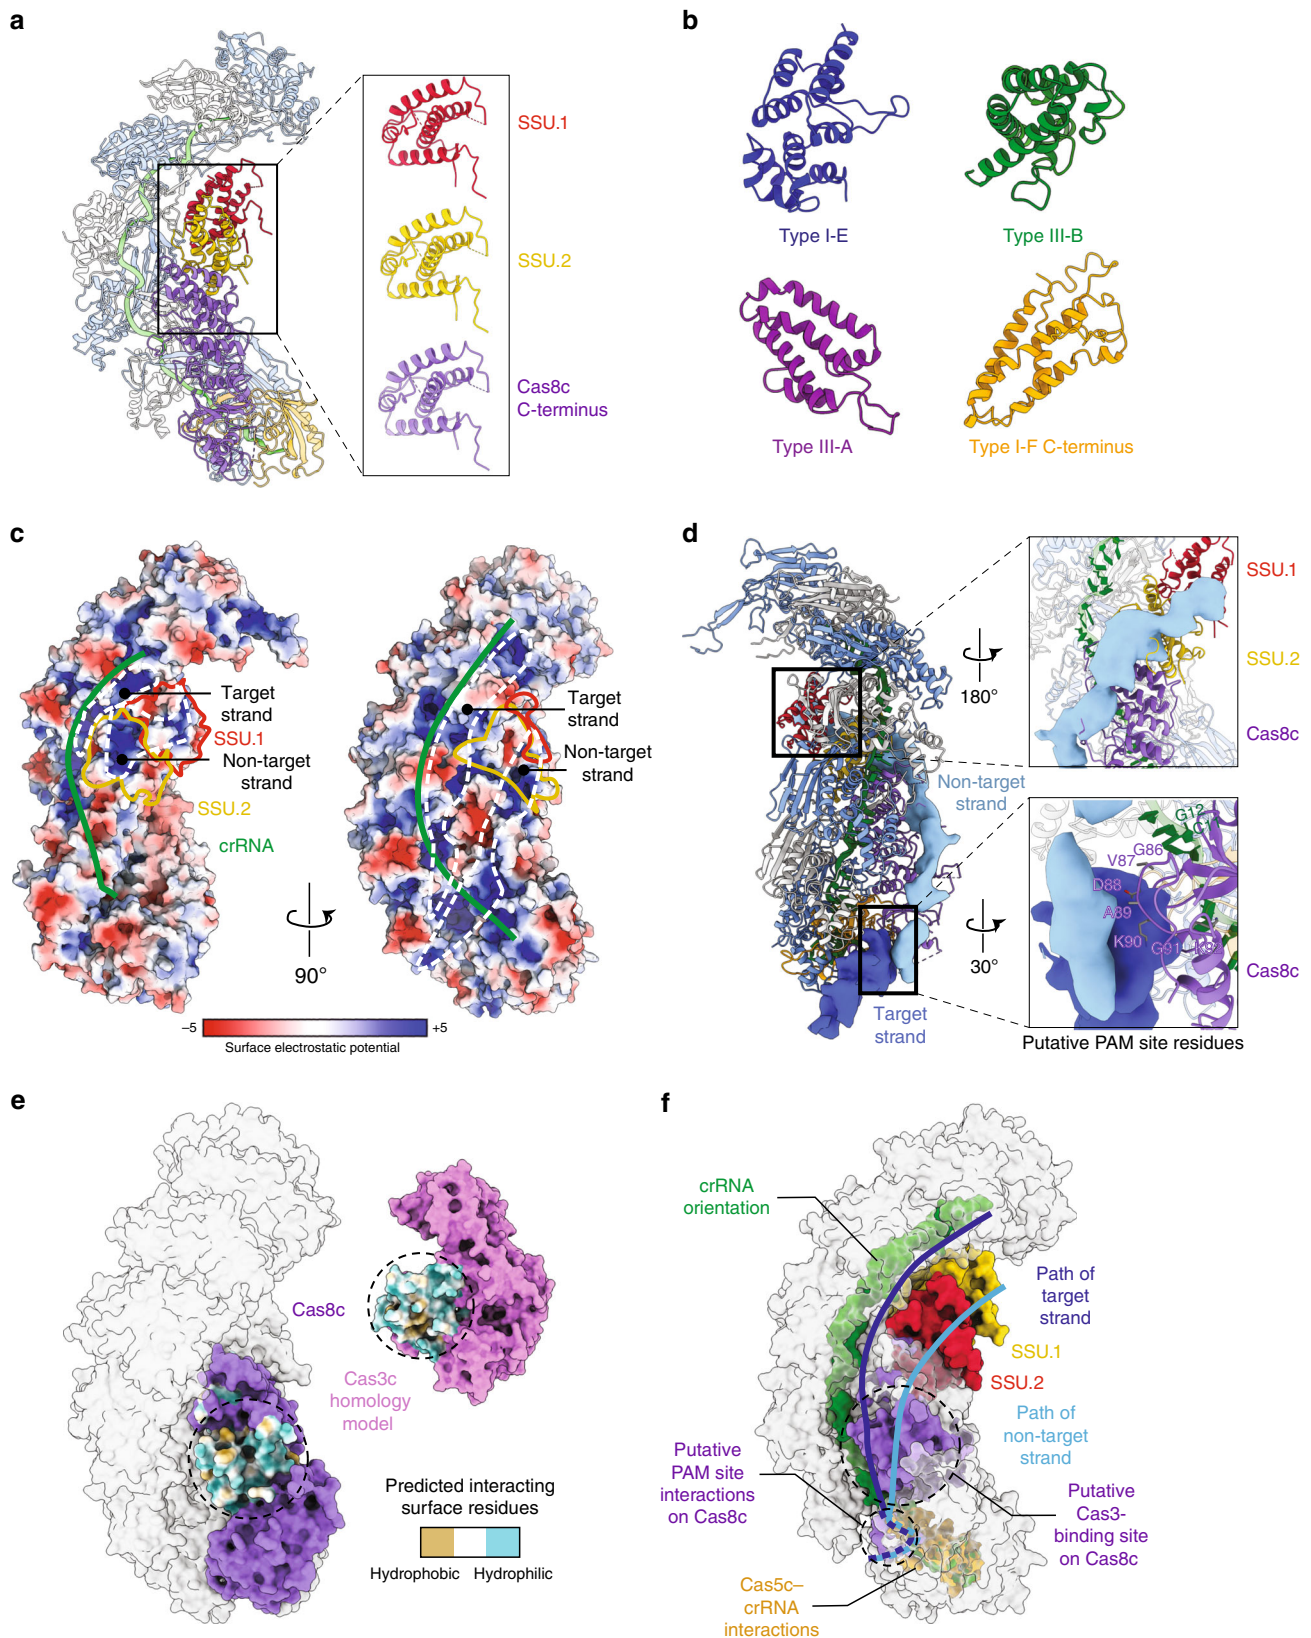 a
SSU.1
SSU.2
Cas8c
C-terminus
b
Type I-E
Type III-B
Type III-A
Type I-F C-terminus
c
Target
strand
SSU.1
Non-target
strand
SSU.2
crRNA
90°
Target
strand
Non-target
strand
−5
+5
Surface electrostatic potential
d
Non-target
strand
Target
strand
180°
30°
SSU.1
SSU.2
Cas8c
G12
C1
G86
V87
D88
A89
K90
G91
Cas8c
Putative PAM site residues
e
Cas8c
Cas3c
homology
model
Predicted interacting
surface residues
Hydrophobic
Hydrophilic
f
crRNA
orientation
Path of
target
strand
SSU.1
SSU.2
Path of
non-target
strand
Putative
PAM site
interactions
on Cas8c
Putative
Cas3-
binding site
on Cas8c
Cas5c–
crRNA
interactions